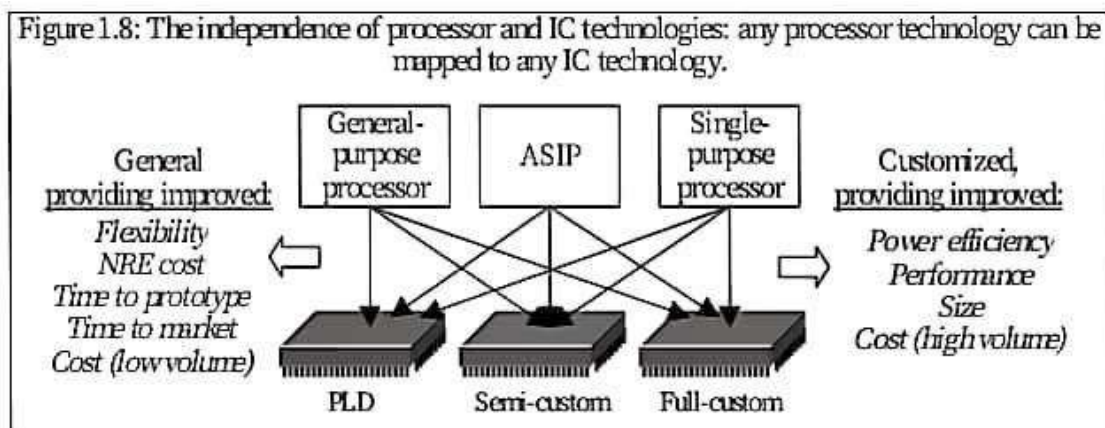 Figure 1.8: The independence of processor and IC technologies: any processor technology can be
mapped to any IC technology.
General-
purpose
processor
ASIP
Single-
purpose
processor
General
providing improved:
Flexibility
NRE cost
Time to prototype
Time to market
Cost (low volume)
Customized,
providing improved:
Power efficiency
Performance
Size
Cost (high volume)
PLD
Semi-custom
Full-custom